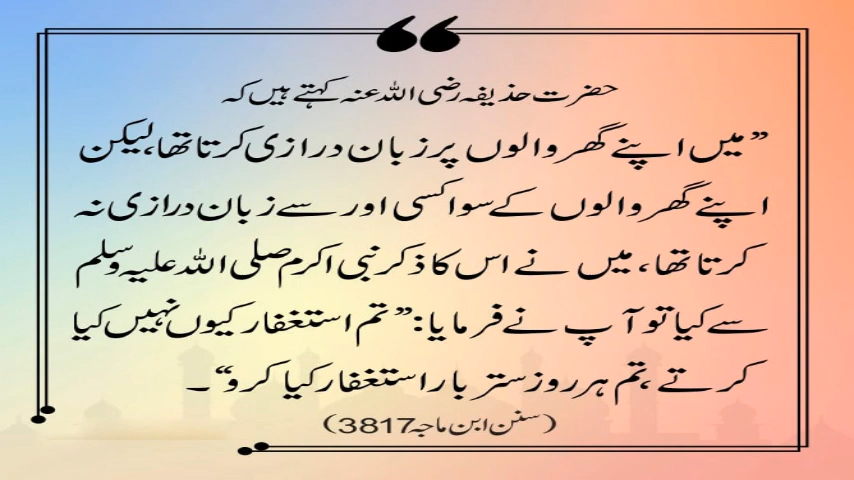 حضرت حذیفہ رضی اللہ عنہ کہتے ہیں کہ
”میں اپنے گھر والوں پر زبان درازی کرتا تھا، لیکن
اپنے گھر والوں کے سوا کسی اور سے زبان درازی نہ
کرتا تھا، میں نے اس کا ذکر نبی اکرم صلی اللہ علیہ وسلم
سے کیا تو آپ نے فرمایا: ”تم استغفار کیوں نہیں کیا
کرتے، تم ہر روز ستر بار استغفار کیا کرو“۔
(سنن ابن ماجہ 3817)